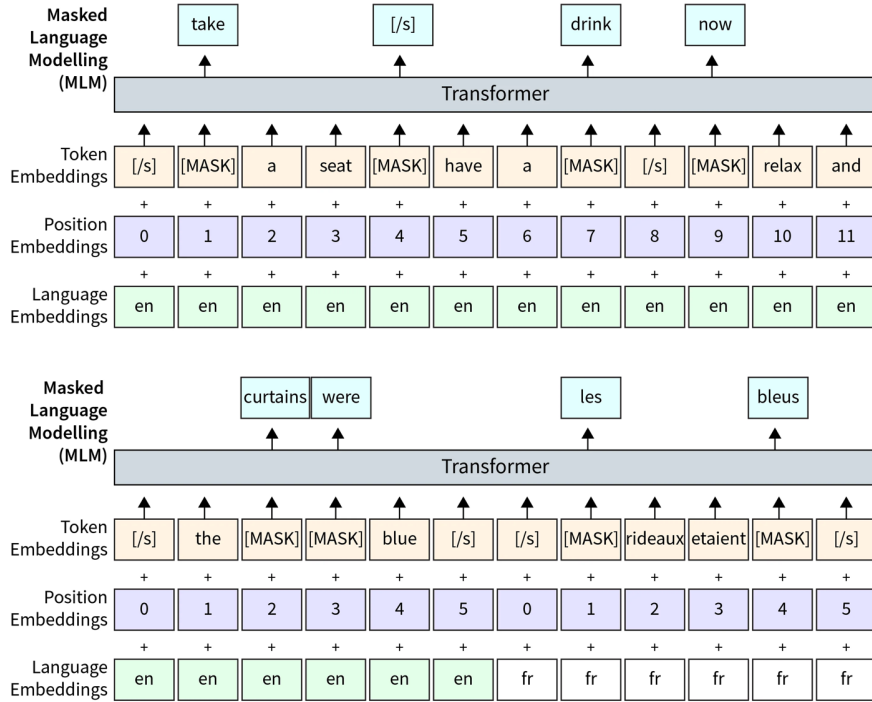 Masked Language Modelling (MLM)
take [/s] drink now
Transformer
Token Embeddings
[/s] [MASK] a seat [MASK] have a [MASK] [/s] [MASK] relax and
+ + + + + + + + + + + +
Position Embeddings
0 1 2 3 4 5 6 7 8 9 10 11
+ + + + + + + + + + + +
Language Embeddings
en en en en en en en en en en en en
Masked Language Modelling (MLM)
curtains were les bleus
Transformer
Token Embeddings
[/s] the [MASK] [MASK] blue [/s] [/s] [MASK] rideaux etaient [MASK] [/s]
+ + + + + + + + + + + +
Position Embeddings
0 1 2 3 4 5 0 1 2 3 4 5
+ + + + + + + + + + + +
Language Embeddings
en en en en en en fr fr fr fr fr fr